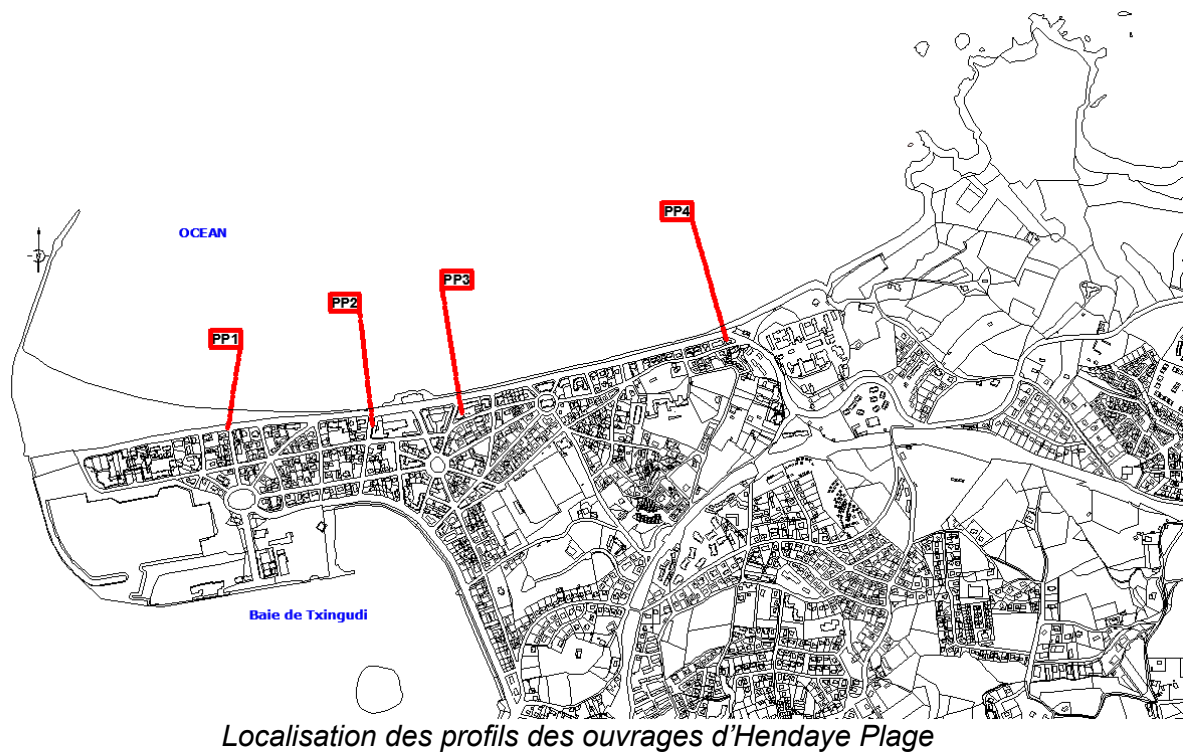 PP4
OCEAN
PP3
PP2
PP1
Baie de Txingudi
Localisation des profils des ouvrages d'Hendaye Plage